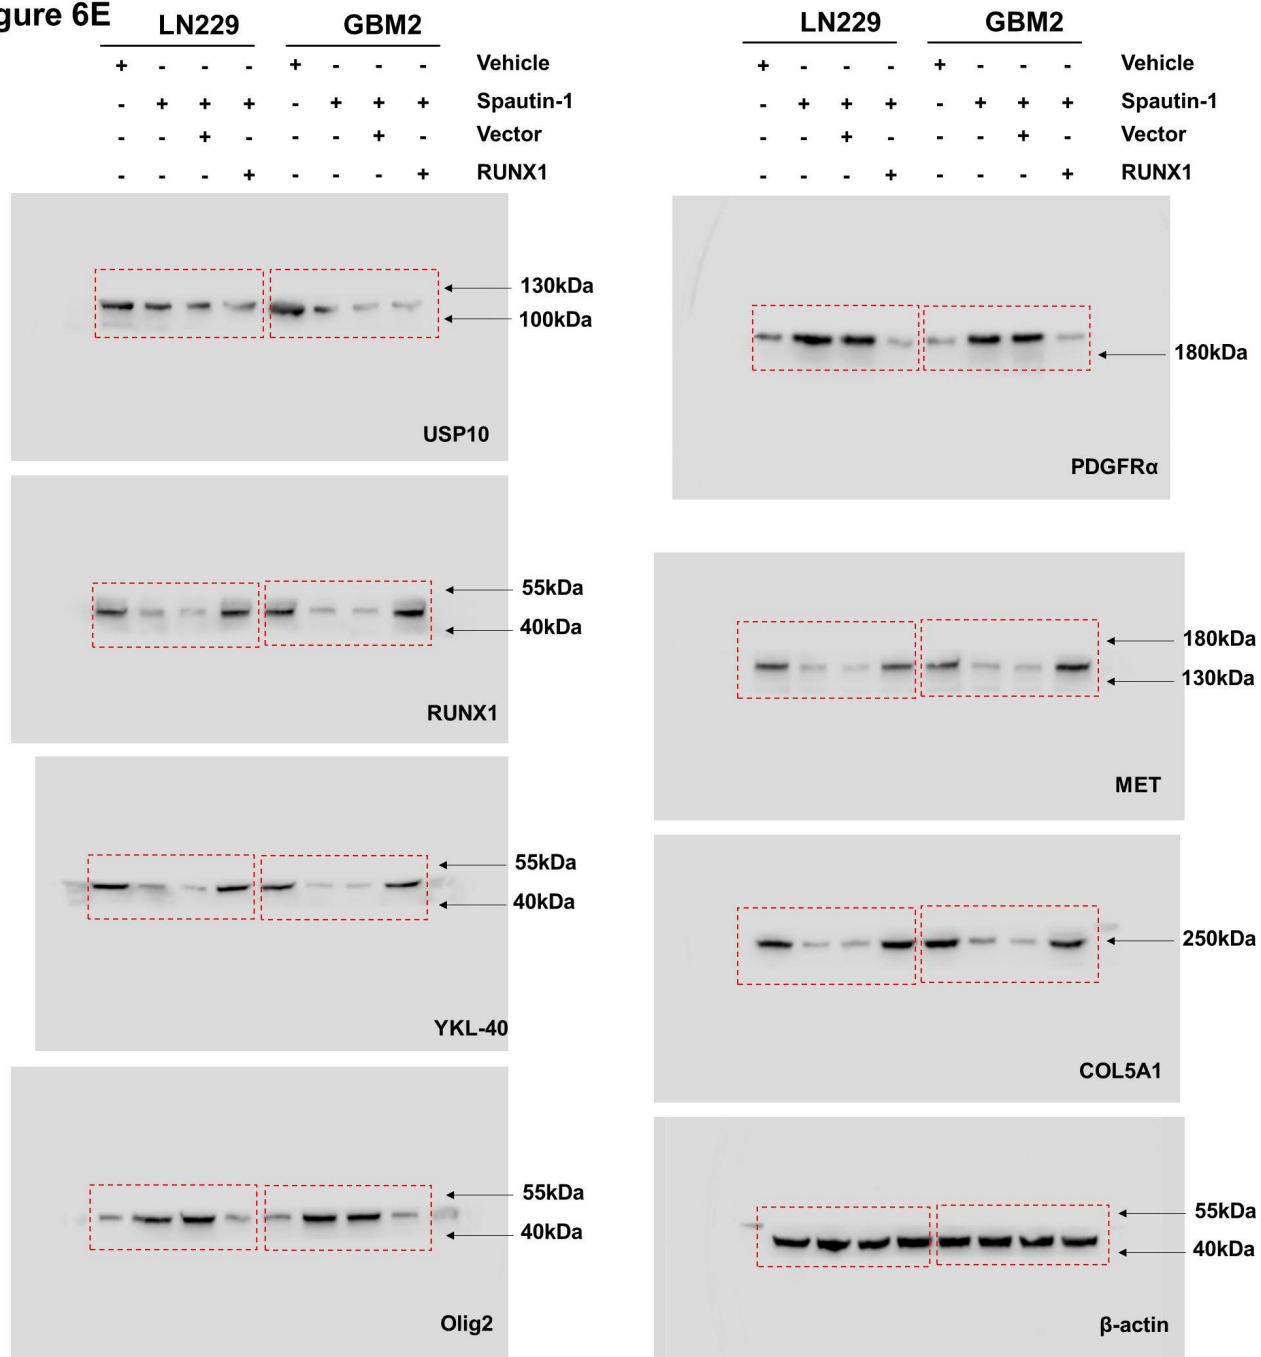 gure 6E
LN229 GBM2
+ - - - + - - - Vehicle
- + + + - + + + Spautin-1
- - + - - - + - Vector
- - - + - - - + RUNX1
130kDa
100kDa
USP10
55kDa
40kDa
RUNX1
55kDa
40kDa
YKL-40
55kDa
40kDa
Olig2
LN229 GBM2
+ - - - + - - - Vehicle
- + + + - + + + Spautin-1
- - + - - - + - Vector
- - - + - - - + RUNX1
180kDa
PDGFRα
180kDa
130kDa
MET
250kDa
COL5A1
55kDa
40kDa
β-actin